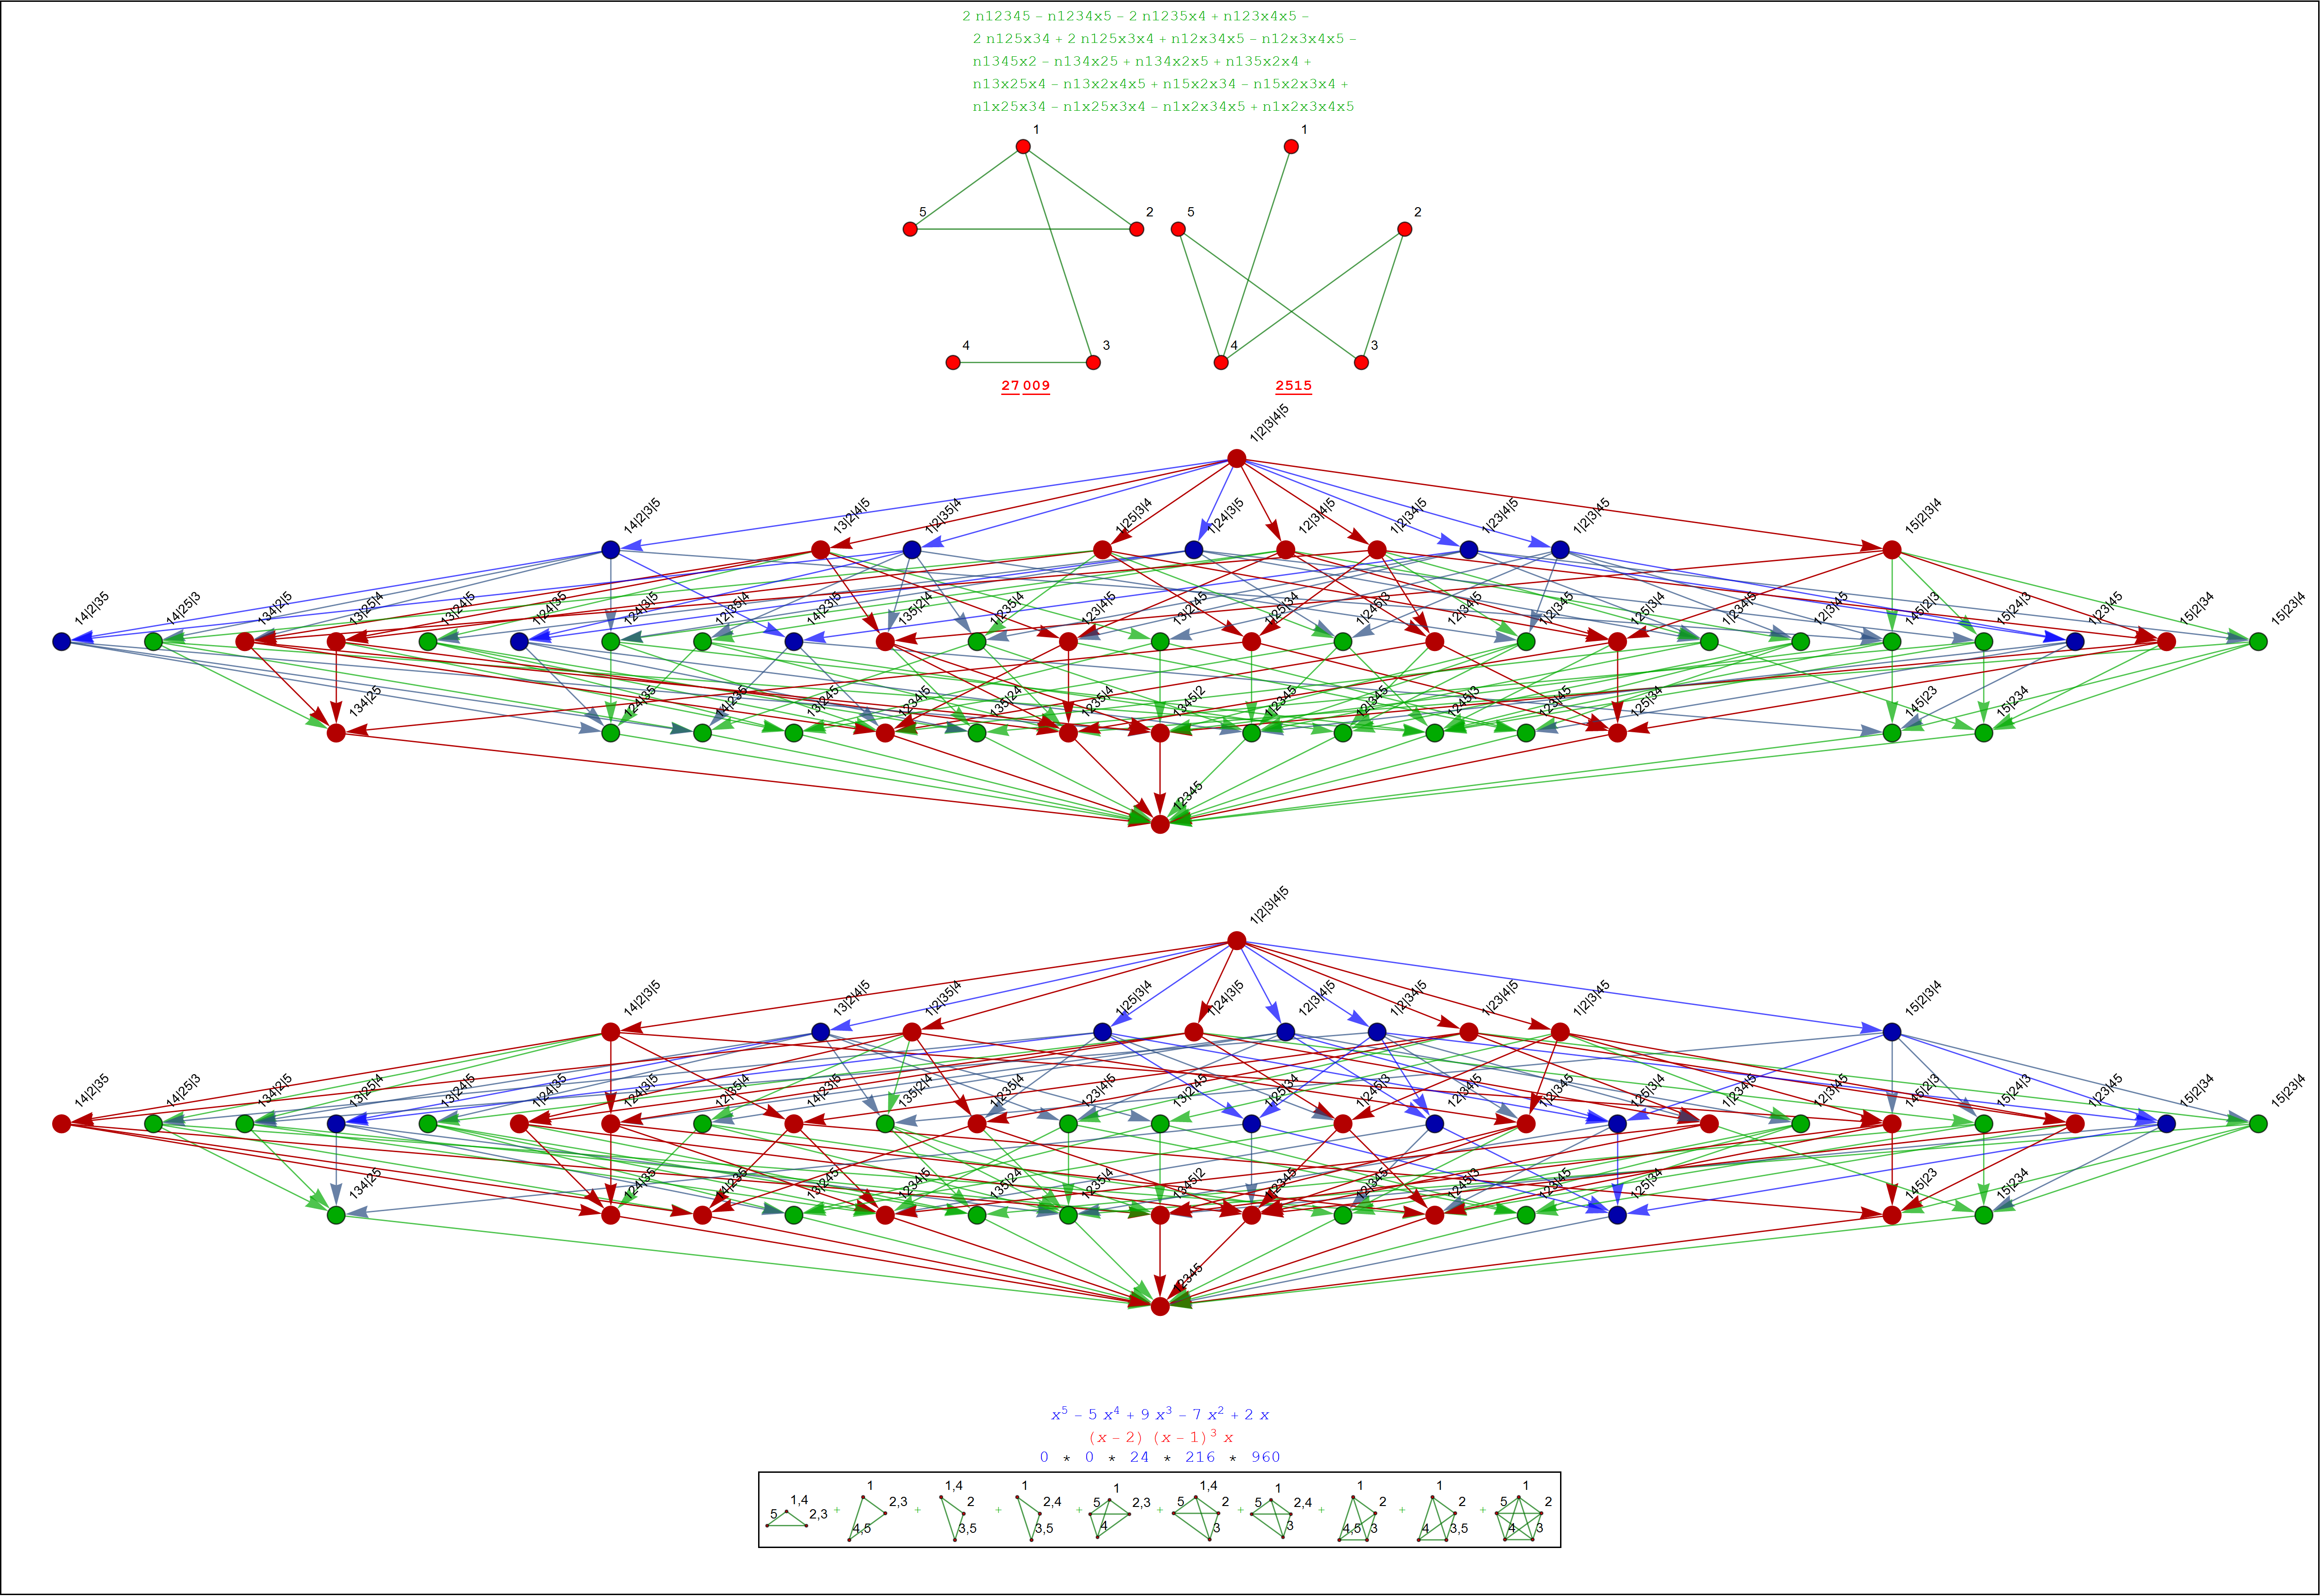 2 n12345 − n1234x5 − 2 n1235x4 + n123x4x5 −
2 n125x34 + 2 n125x3x4 + n12x34x5 − n12x3x4x5 −
n1345x2 − n134x25 + n134x2x5 + n135x2x4 +
n13x25x4 − n13x2x4x5 + n15x2x34 − n15x2x3x4 +
n1x25x34 − n1x25x3x4 − n1x2x34x5 + n1x2x3x4x5
1 1
5 2 5 2
4 3 4 3
27 009 2515
1|2|3|4|5
14|2|3|5 13|2|4|5 1|2|35|4 1|25|3|4 1|24|3|5 12|3|4|5 1|2|34|5 1|23|4|5 1|2|3|45 15|2|3|4
14|2|35 14|25|3 134|2|5 13|25|4 13|24|5 1|24|35 124|3|5 12|35|4 14|23|5 135|2|4 1|235|4 123|4|5 13|2|45 1|25|34 1|245|3 12|34|5 1|2|345 125|3|4 1|234|5 12|3|45 145|2|3 15|24|3 1|23|45 15|2|34 15|23|4
134|25 124|35 14|235 13|245 1234|5 135|24 1235|4 1345|2 1|2345 12|345 1245|3 123|45 125|34 145|23 15|234
12345
1|2|3|4|5
14|2|3|5 13|2|4|5 1|2|35|4 1|25|3|4 1|24|3|5 12|3|4|5 1|2|34|5 1|23|4|5 1|2|3|45 15|2|3|4
14|2|35 14|25|3 134|2|5 13|25|4 13|24|5 1|24|35 124|3|5 12|35|4 14|23|5 135|2|4 1|235|4 123|4|5 13|2|45 1|25|34 1|245|3 12|34|5 1|2|345 125|3|4 1|234|5 12|3|45 145|2|3 15|24|3 1|23|45 15|2|34 15|23|4
134|25 124|35 14|235 13|245 1234|5 135|24 1235|4 1345|2 1|2345 12|345 1245|3 123|45 125|34 145|23 15|234
12345
x⁵ − 5 x⁴ + 9 x³ − 7 x² + 2 x
(x − 2) (x − 1)³ x
0 * 0 * 24 * 216 * 960
5 1,4 2,3 + 1 2,3 4,5 + 1,4 2 3,5 + 1 2,4 3,5 + 5 1 2,3 4 + 5 1,4 2 3 + 5 1 2,4 3 + 1 2 4,5 3 + 1 2 4 3,5 + 5 1 2 4 3